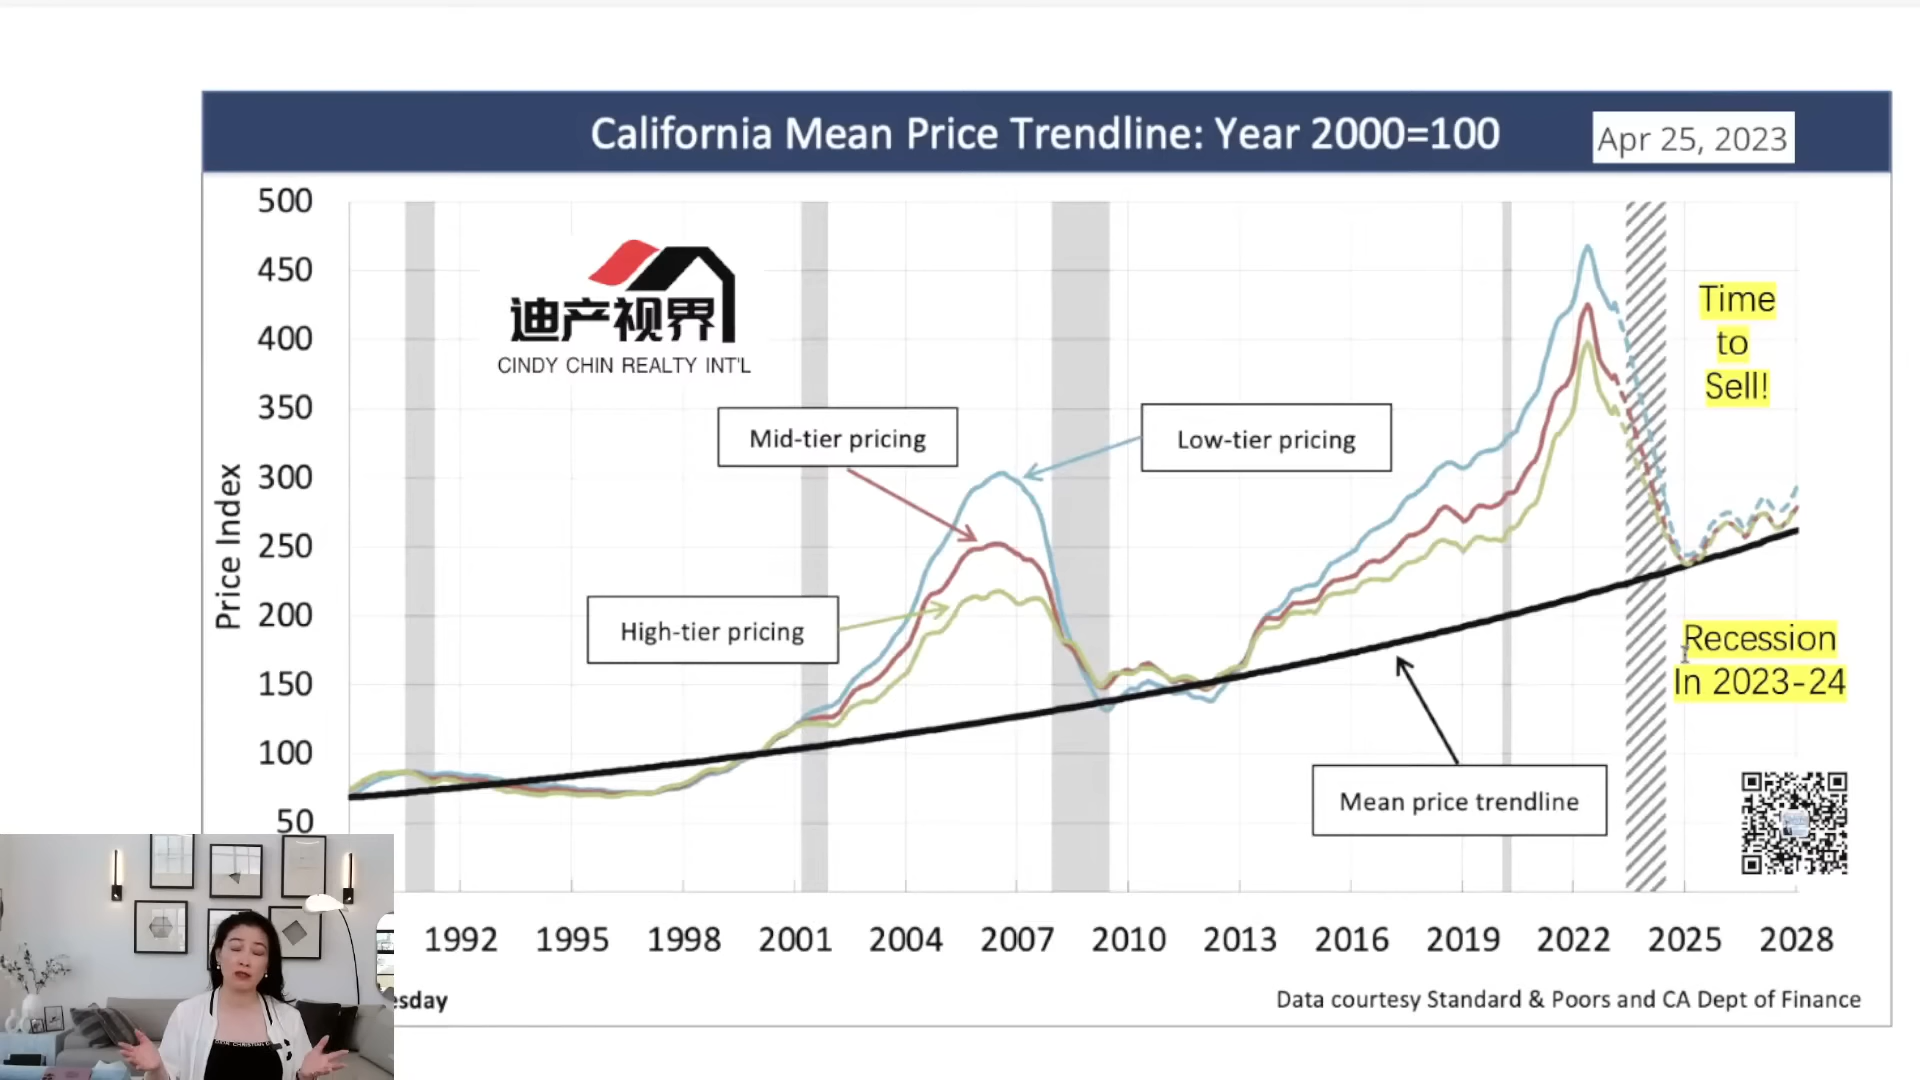 California Mean Price Trendline: Year 2000=100
Apr 25, 2023
500
450
400
350
300
250
200
150
100
50
Price Index
迪产视界
CINDY CHIN REALTY INT'L
Mid-tier pricing
Low-tier pricing
High-tier pricing
Mean price trendline
Time
to
Sell!
Recession
In 2023-24
1992 1995 1998 2001 2004 2007 2010 2013 2016 2019 2022 2025 2028
esday
Data courtesy Standard & Poors and CA Dept of Finance